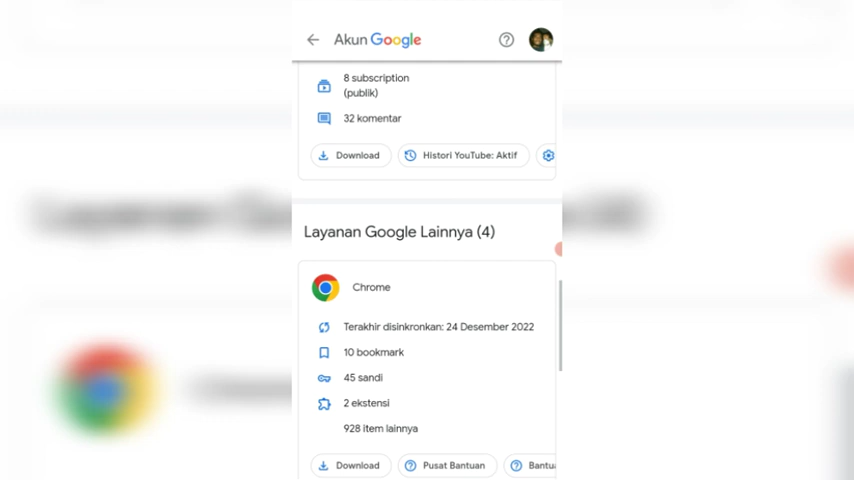 Akun Google
8 subscription
(publik)
32 komentar
Download
Histori YouTube: Aktif
Layanan Google Lainnya (4)
Chrome
Terakhir disinkronkan: 24 Desember 2022
10 bookmark
45 sandi
2 ekstensi
928 item lainnya
Download
Pusat Bantuan